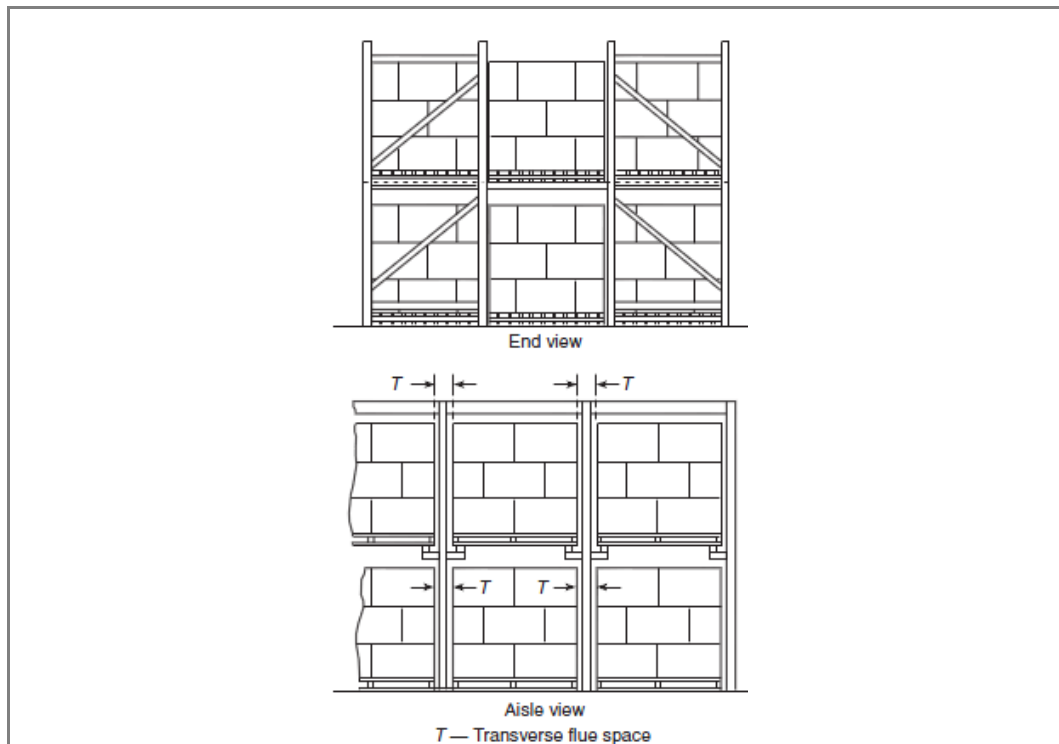 End view
T T
T T
Aisle view
T — Transverse flue space